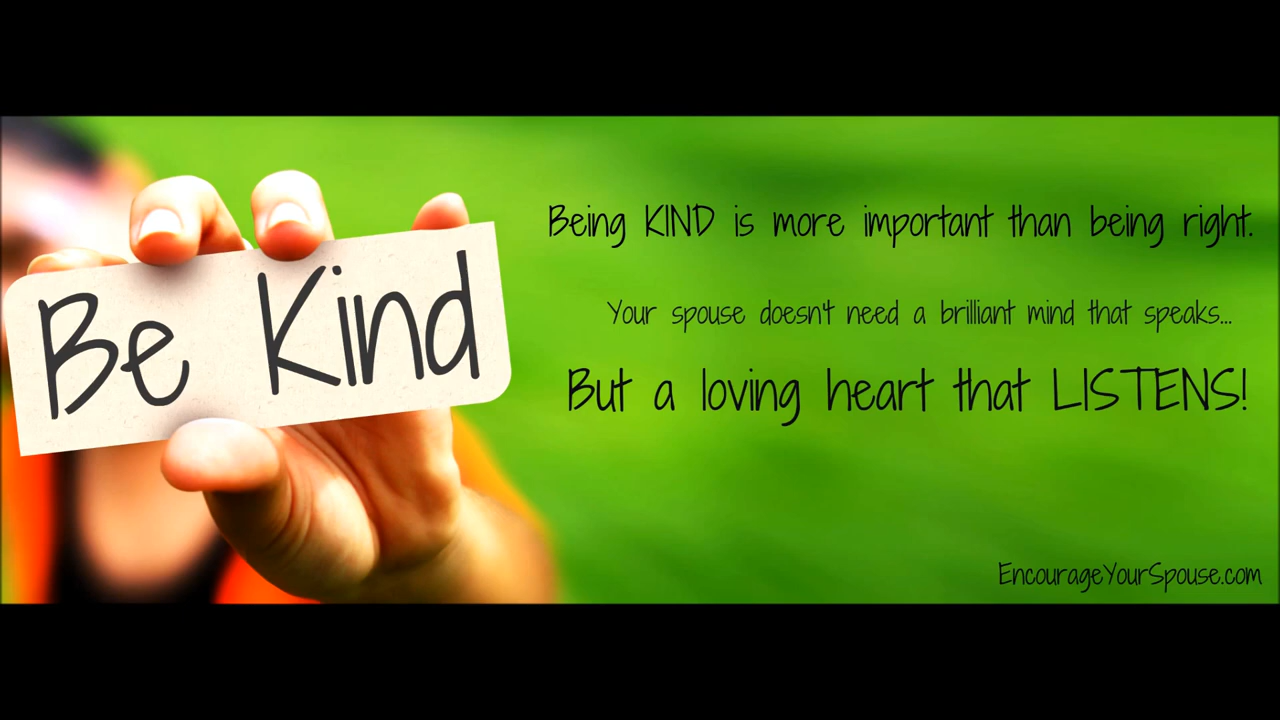 Be Kind
Being KIND is more important than being right.
Your spouse doesn't need a brilliant mind that speaks...
But a loving heart that LISTENS!
EncourageYourSpouse.com